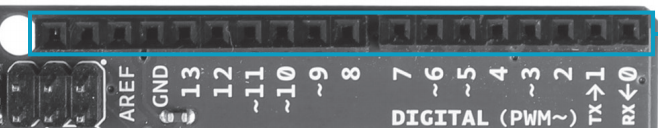 AREF
GND
13
12
~11
~10
~9
8
7
~6
~5
4
~3
2
TX→1
RX←0
DIGITAL (PWM~)